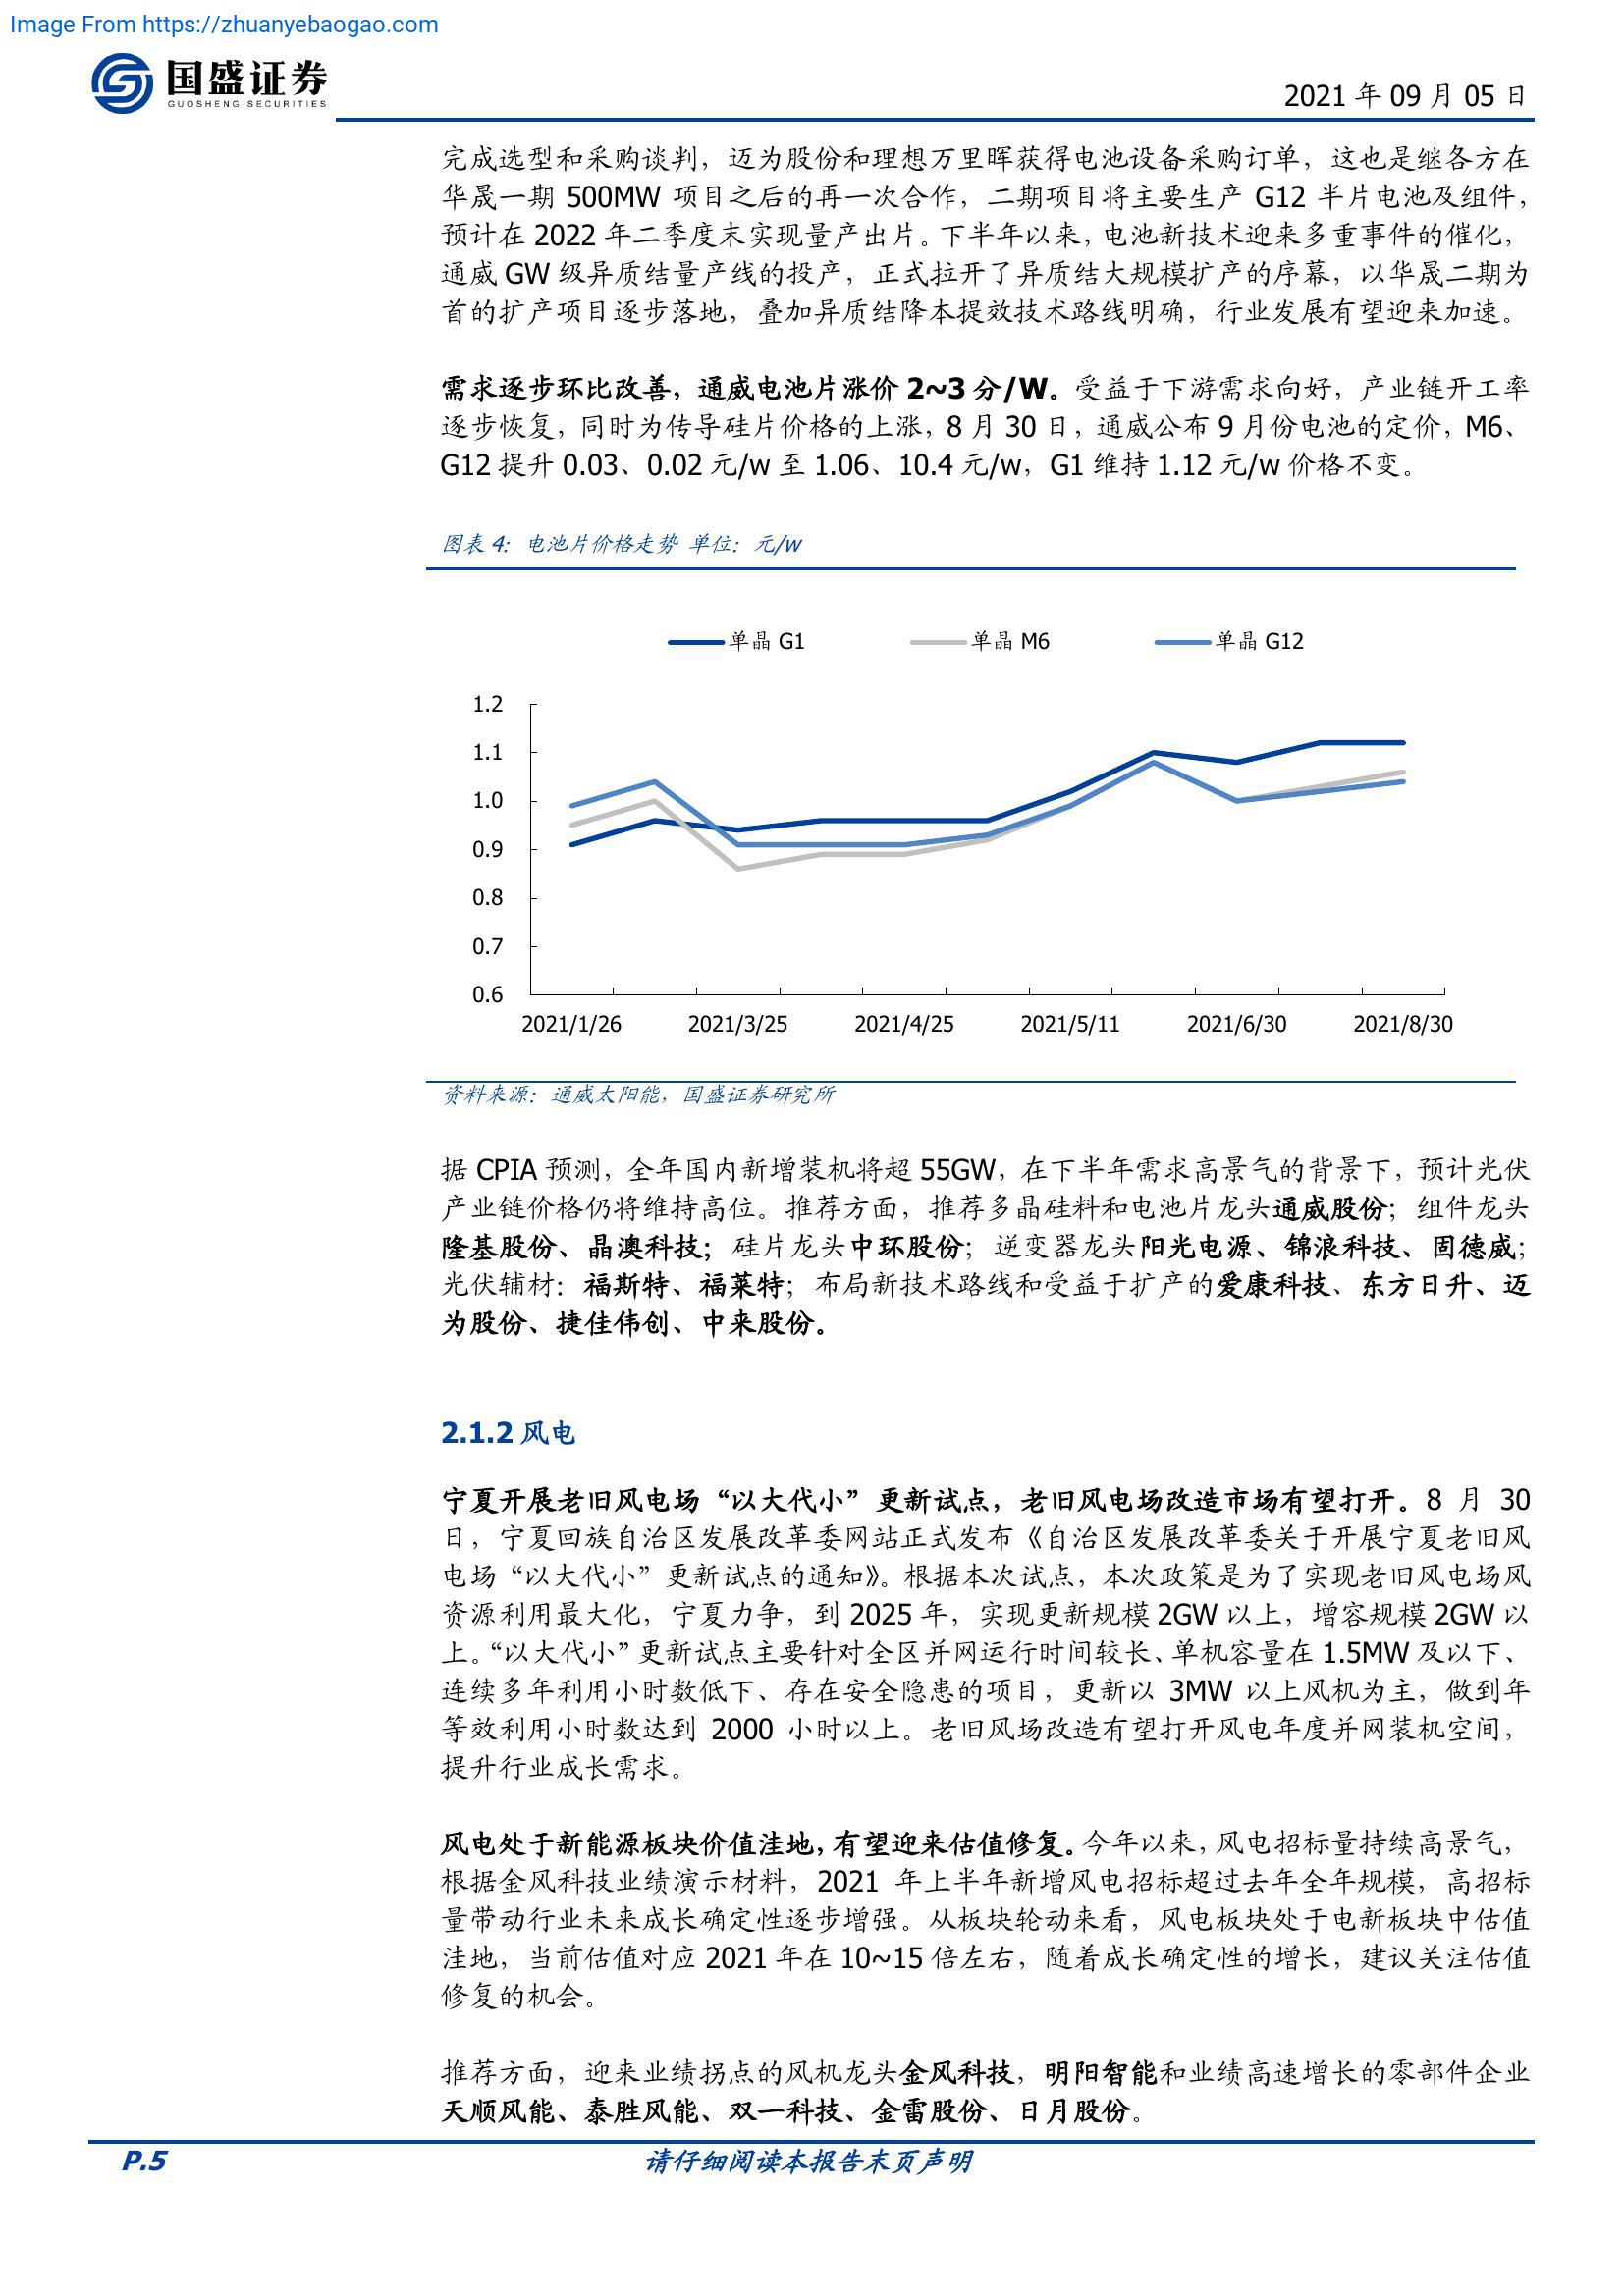 Image From https://zhuanyebaogao.com
国盛证券
GUOSHENG SECURITIES
2021 年 09 月 05 日
完成选型和采购谈判，迈为股份和理想万里晖获得电池设备采购订单，这也是继各方在
华晟一期 500MW 项目之后的再一次合作，二期项目将主要生产 G12 半片电池及组件，
预计在 2022 年二季度末实现量产出片。下半年以来，电池新技术迎来多重事件的催化，
通威 GW 级异质结量产线的投产，正式拉开了异质结大规模扩产的序幕，以华晟二期为
首的扩产项目逐步落地，叠加异质结降本提效技术路线明确，行业发展有望迎来加速。
需求逐步环比改善，通威电池片涨价 2~3 分/W。受益于下游需求向好，产业链开工率
逐步恢复，同时为传导硅片价格的上涨，8 月 30 日，通威公布 9 月份电池的定价，M6、
G12 提升 0.03、0.02 元/w 至 1.06、10.4 元/w，G1 维持 1.12 元/w 价格不变。
图表 4：电池片价格走势 单位：元/w
单晶 G1 单晶 M6 单晶 G12
1.2
1.1
1.0
0.9
0.8
0.7
0.6
2021/1/26 2021/3/25 2021/4/25 2021/5/11 2021/6/30 2021/8/30
资料来源：通威太阳能，国盛证券研究所
据 CPIA 预测，全年国内新增装机将超 55GW，在下半年需求高景气的背景下，预计光伏
产业链价格仍将维持高位。推荐方面，推荐多晶硅料和电池片龙头通威股份；组件龙头
隆基股份、晶澳科技；硅片龙头中环股份；逆变器龙头阳光电源、锦浪科技、固德威；
光伏辅材：福斯特、福莱特；布局新技术路线和受益于扩产的爱康科技、东方日升、迈
为股份、捷佳伟创、中来股份。
2.1.2 风电
宁夏开展老旧风电场“以大代小”更新试点，老旧风电场改造市场有望打开。8 月 30
日，宁夏回族自治区发展改革委网站正式发布《自治区发展改革委关于开展宁夏老旧风
电场“以大代小”更新试点的通知》。根据本次试点，本次政策是为了实现老旧风电场风
资源利用最大化，宁夏力争，到 2025 年，实现更新规模 2GW 以上，增容规模 2GW 以
上。“以大代小”更新试点主要针对全区并网运行时间较长、单机容量在 1.5MW 及以下、
连续多年利用小时数低下、存在安全隐患的项目，更新以 3MW 以上风机为主，做到年
等效利用小时数达到 2000 小时以上。老旧风场改造有望打开风电年度并网装机空间，
提升行业成长需求。
风电处于新能源板块价值洼地，有望迎来估值修复。今年以来，风电招标量持续高景气，
根据金风科技业绩演示材料，2021 年上半年新增风电招标超过去年全年规模，高招标
量带动行业未来成长确定性逐步增强。从板块轮动来看，风电板块处于电新板块中估值
洼地，当前估值对应 2021 年在 10~15 倍左右，随着成长确定性的增长，建议关注估值
修复的机会。
推荐方面，迎来业绩拐点的风机龙头金风科技，明阳智能和业绩高速增长的零部件企业
天顺风能、泰胜风能、双一科技、金雷股份、日月股份。
P.5 请仔细阅读本报告末页声明